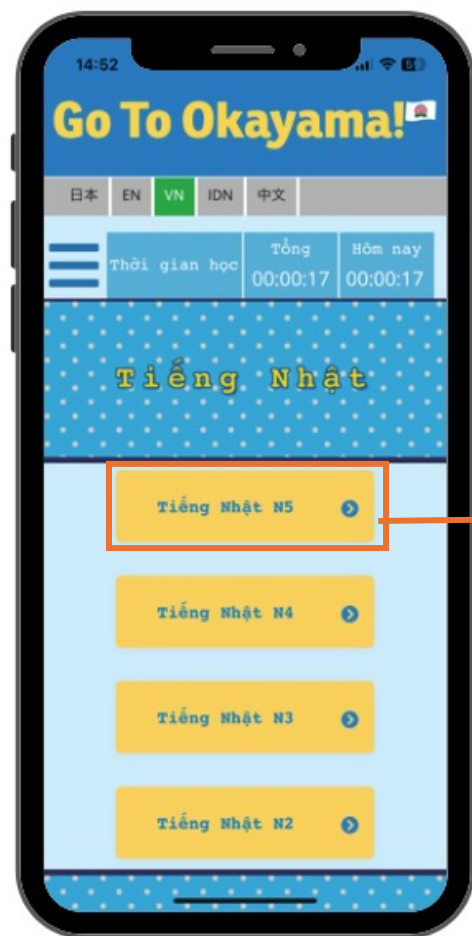 14:52
Go To Okayama!
日本 EN VN IDN 中文
Thời gian học
Tổng
00:00:17
Hôm nay
00:00:17
Tiếng Nhật
Tiếng Nhật N5
Tiếng Nhật N4
Tiếng Nhật N3
Tiếng Nhật N2